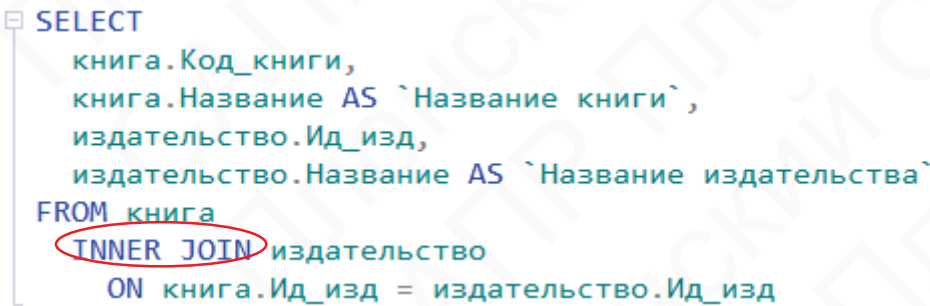 SELECT
книга.Код_книги,
книга.Название AS `Название книги`,
издательство.Ид_изд,
издательство.Название AS `Название издательства`
FROM книга
INNER JOIN издательство
ON книга.Ид_изд = издательство.Ид_изд